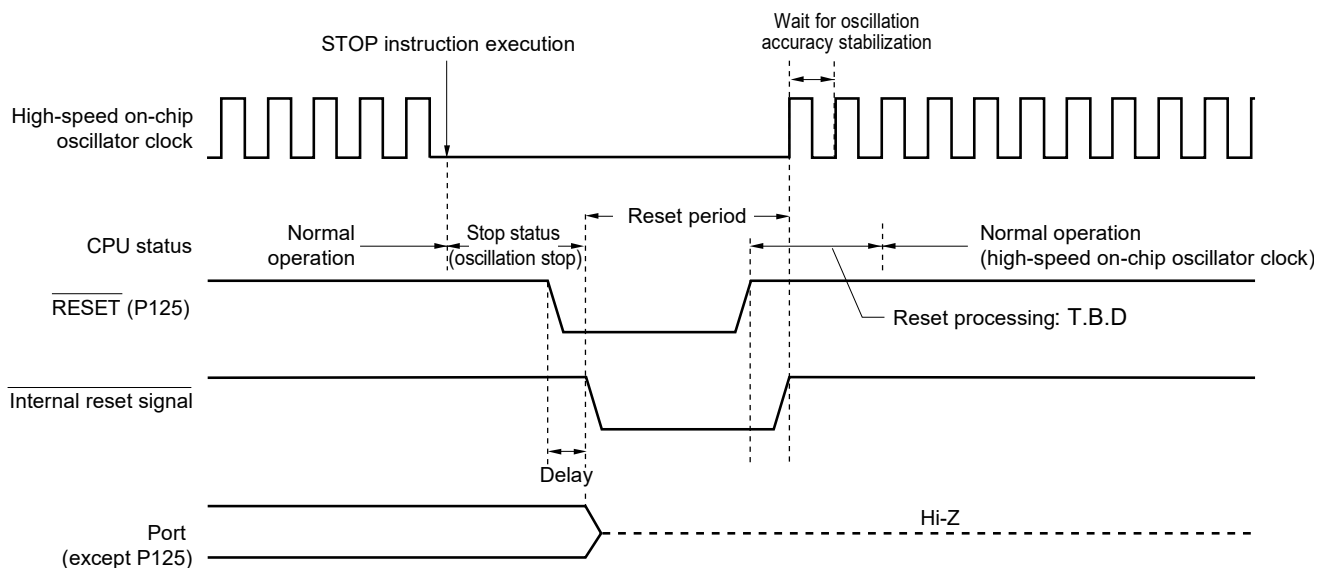 Wait for oscillation
accuracy stabilization
STOP instruction execution
High-speed on-chip
oscillator clock
Reset period
CPU status
Normal
operation
Stop status
(oscillation stop)
Normal operation
(high-speed on-chip oscillator clock)
RESET (P125)
Reset processing: T.B.D
Internal reset signal
Delay
Hi-Z
Port
(except P125)